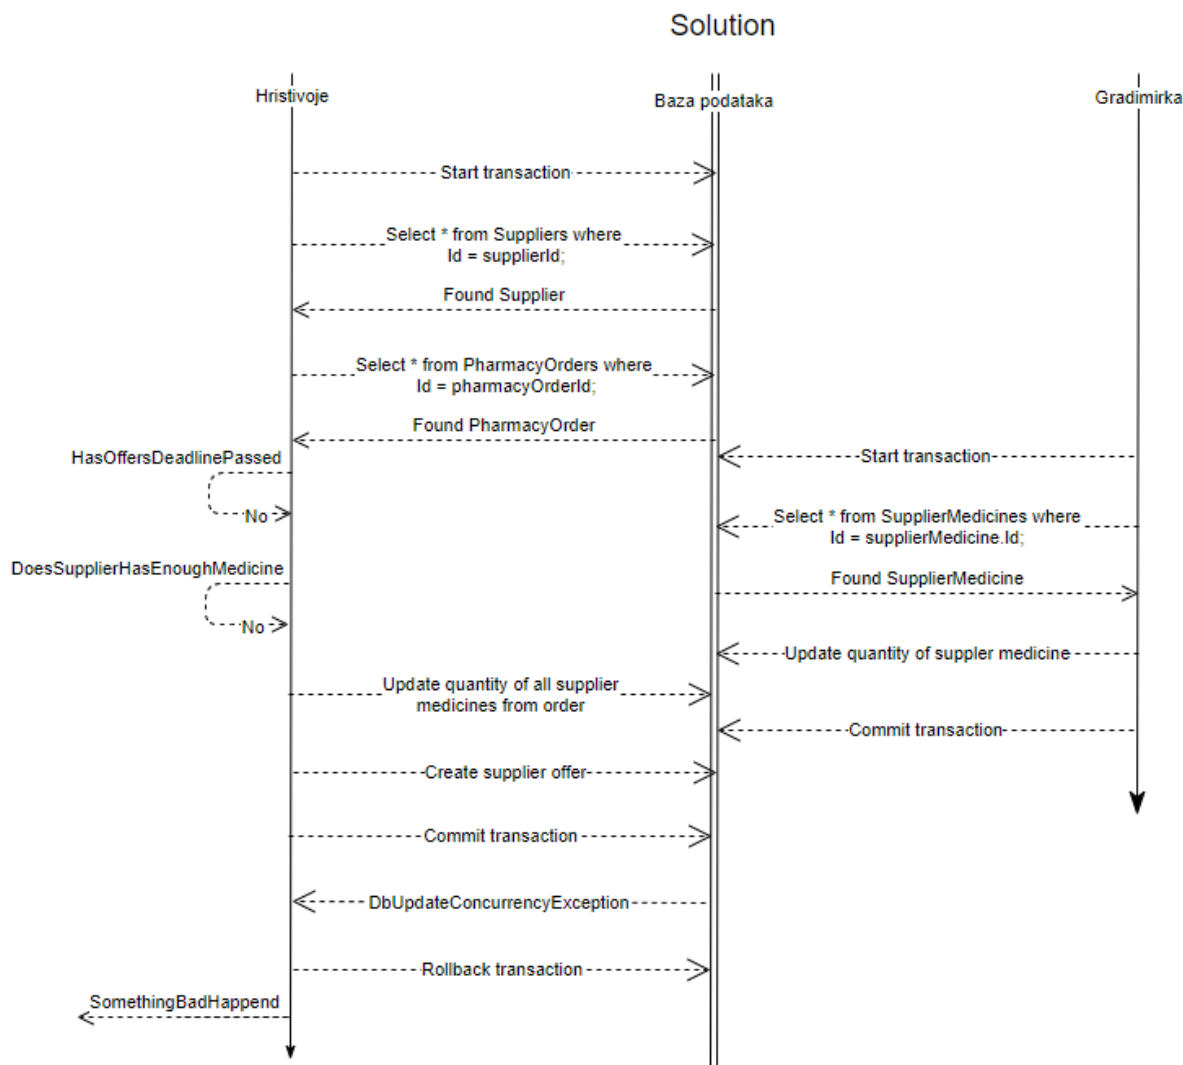 Solution
Hristivoje
Baza podataka
Gradimirka
Start transaction
Select * from Suppliers where
Id = supplierId;
Found Supplier
Select * from PharmacyOrders where
Id = pharmacyOrderId;
Found PharmacyOrder
HasOffersDeadlinePassed
Start transaction
No
Select * from SupplierMedicines where
Id = supplierMedicine.Id;
DoesSupplierHasEnoughMedicine
Found SupplierMedicine
No
Update quantity of suppler medicine
Update quantity of all supplier
medicines from order
Commit transaction
Create supplier offer
Commit transaction
DbUpdateConcurrencyException
Rollback transaction
SomethingBadHappend